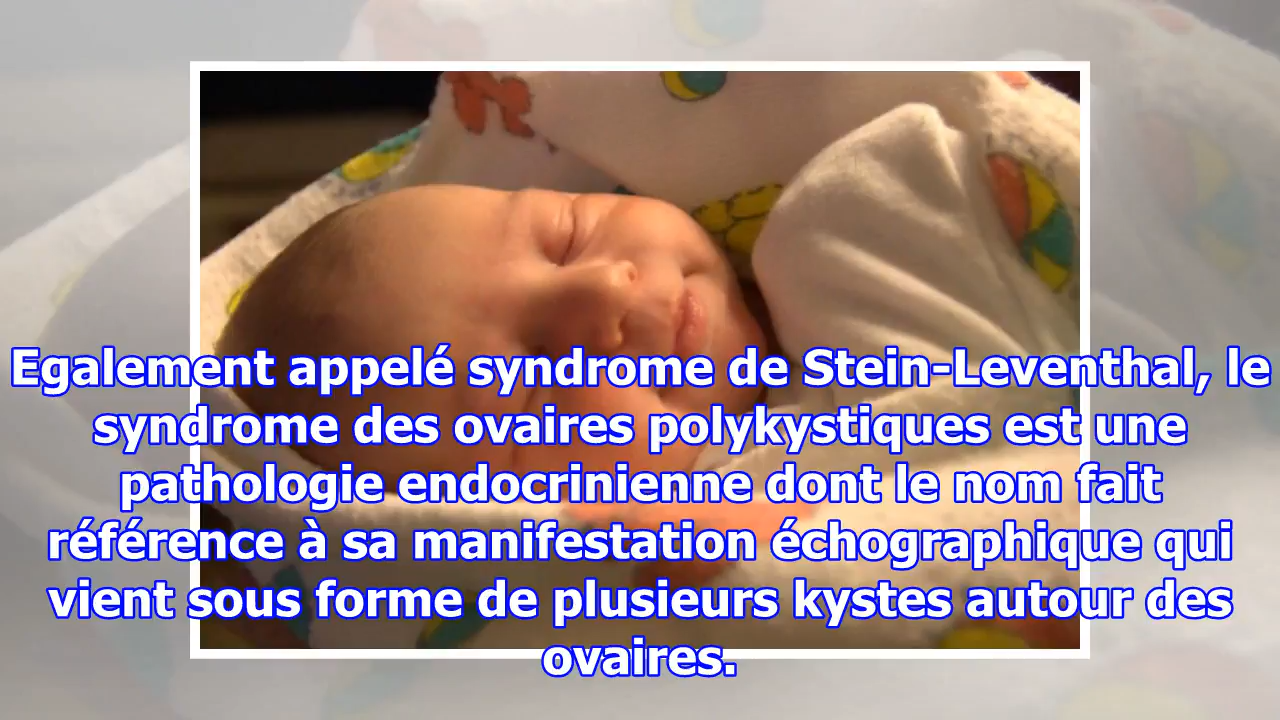 Egalement appelé syndrome de Stein-Leventhal, le
syndrome des ovaires polykystiques est une
pathologie endocrinienne dont le nom fait
référence à sa manifestation échographique qui
vient sous forme de plusieurs kystes autour des
ovaires.